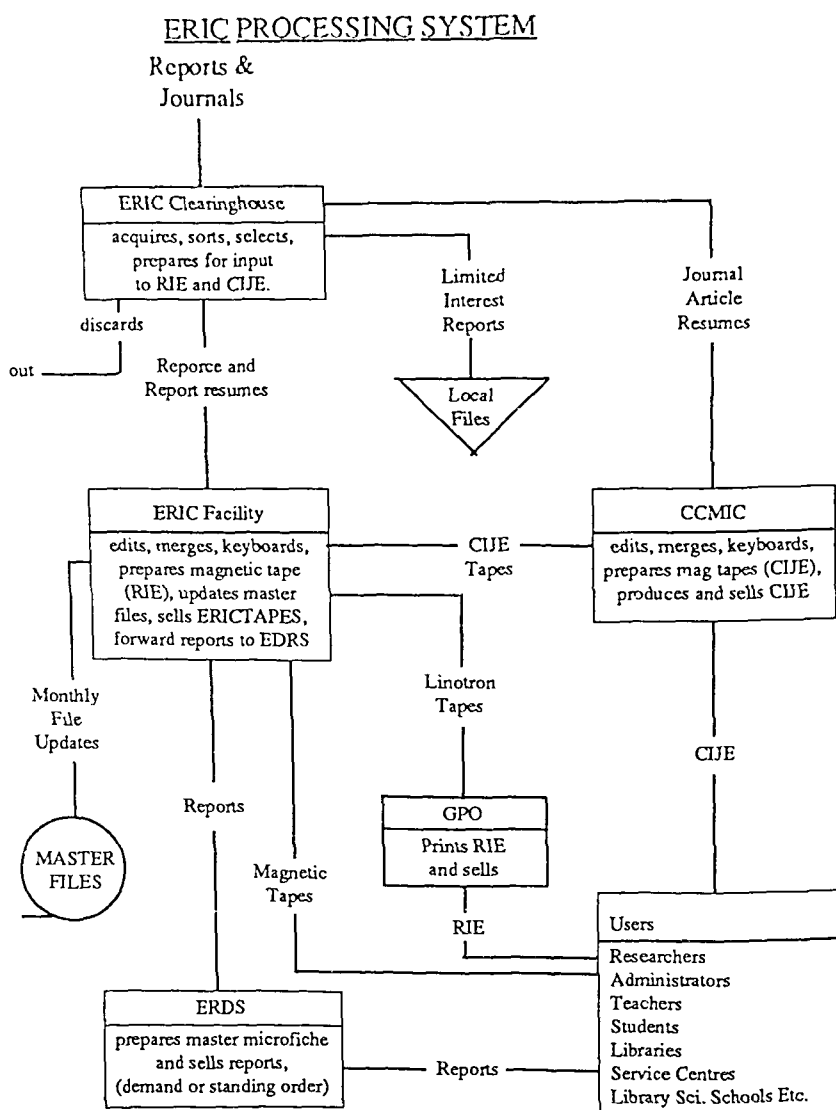 ERIC PROCESSING SYSTEM
Reports &
Journals
ERIC Clearinghouse
acquires, sorts, selects,
prepares for input
to RIE and CIJE.
discards
out
Reporce and
Report resumes
Limited
Interest
Reports
Local
Files
Journal
Article
Resumes
ERIC Facility
edits, merges, keyboards,
prepares magnetic tape
(RIE), updates master
files, sells ERICTAPES,
forward reports to EDRS
CIJE
Tapes
CCMIC
edits, merges, keyboards,
prepares mag tapes (CIJE),
produces and sells CIJE
Monthly
File
Updates
MASTER
FILES
Reports
Magnetic
Tapes
Linotron
Tapes
GPO
Prints RIE
and sells
RIE
CIJE
Users
Researchers
Administrators
Teachers
Students
Libraries
Service Centres
Library Sci. Schools Etc.
ERDS
prepares master microfiche
and sells reports,
(demand or standing order)
Reports